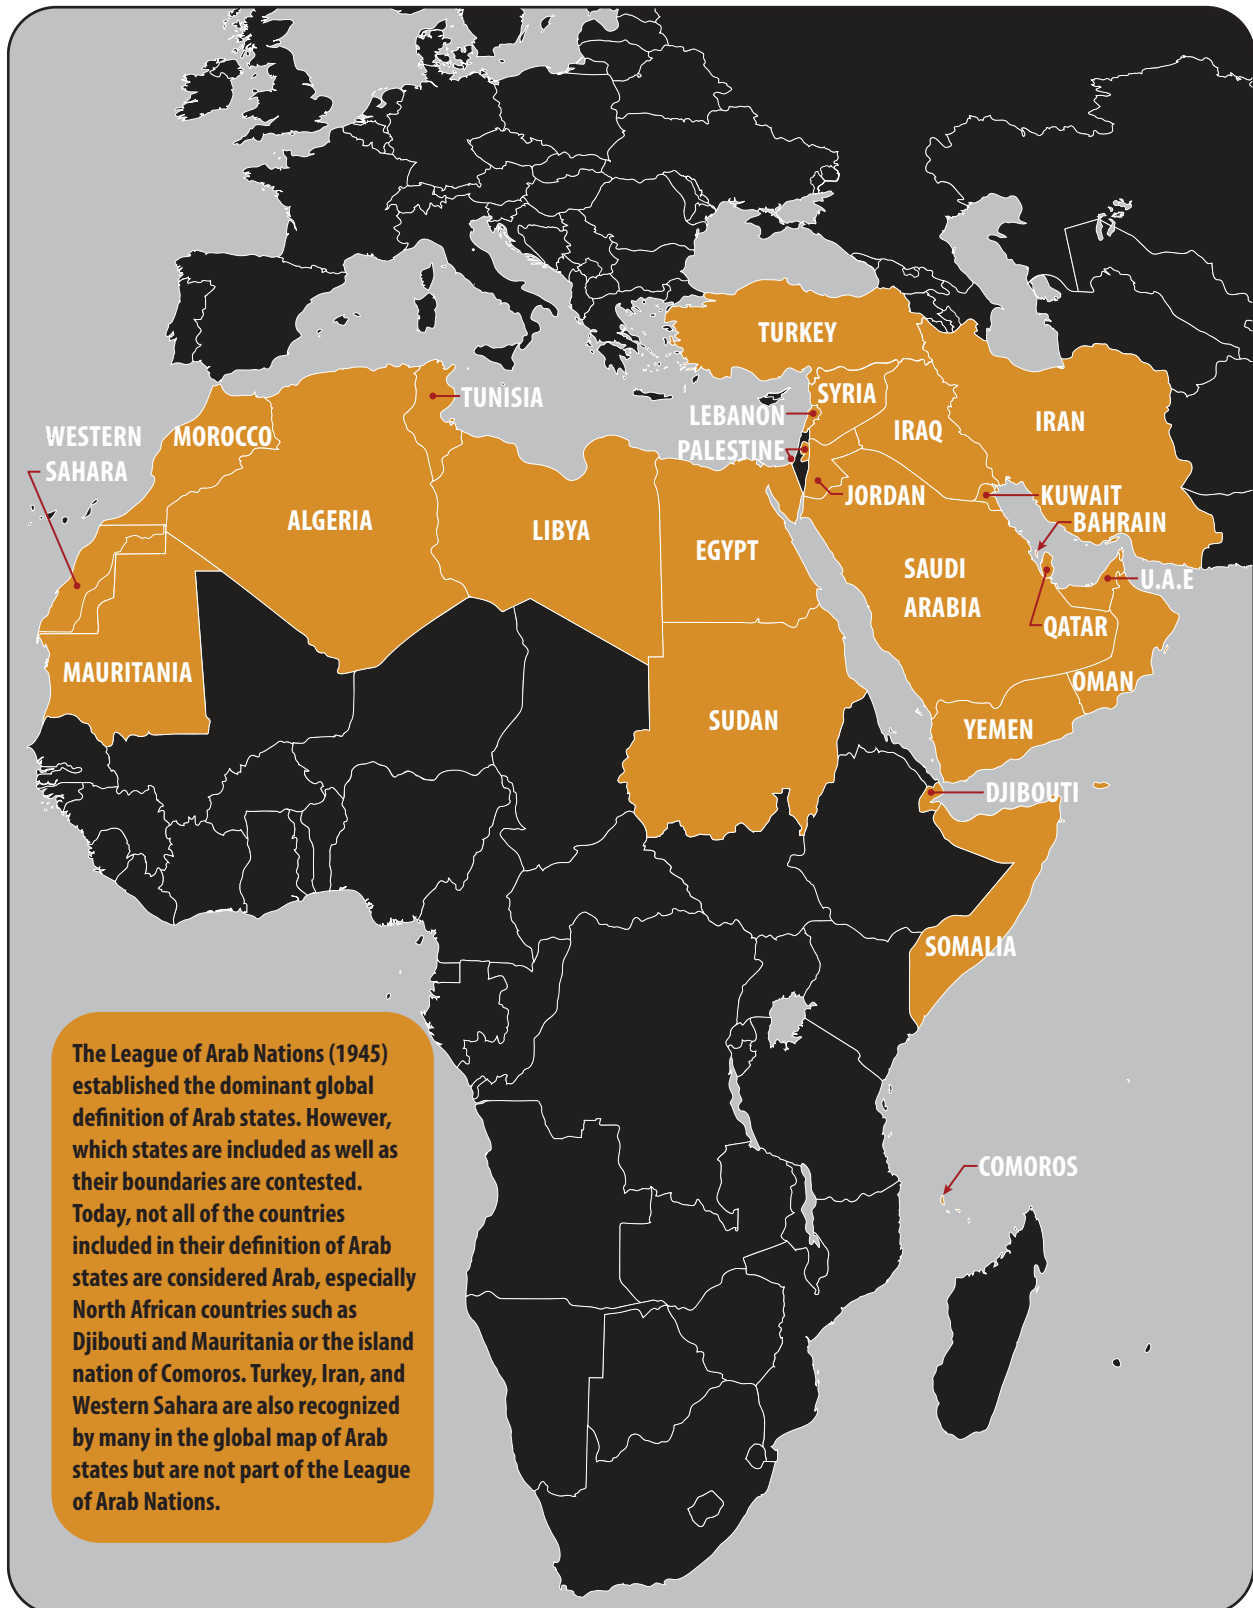 TURKEY
TUNISIA
SYRIA
LEBANON
IRAN
WESTERN
SAHARA
MOROCCO
IRAQ
PALESTINE
JORDAN
KUWAIT
ALGERIA
LIBYA
BAHRAIN
EGYPT
SAUDI
ARABIA
U.A.E
QATAR
MAURITANIA
OMAN
SUDAN
YEMEN
DJIBOUTI
SOMALIA
The League of Arab Nations (1945)
established the dominant global
definition of Arab states. However,
which states are included as well as
their boundaries are contested.
Today, not all of the countries
included in their definition of Arab
states are considered Arab, especially
North African countries such as
Djibouti and Mauritania or the island
nation of Comoros. Turkey, Iran, and
Western Sahara are also recognized
by many in the global map of Arab
states but are not part of the League
of Arab Nations.
COMOROS